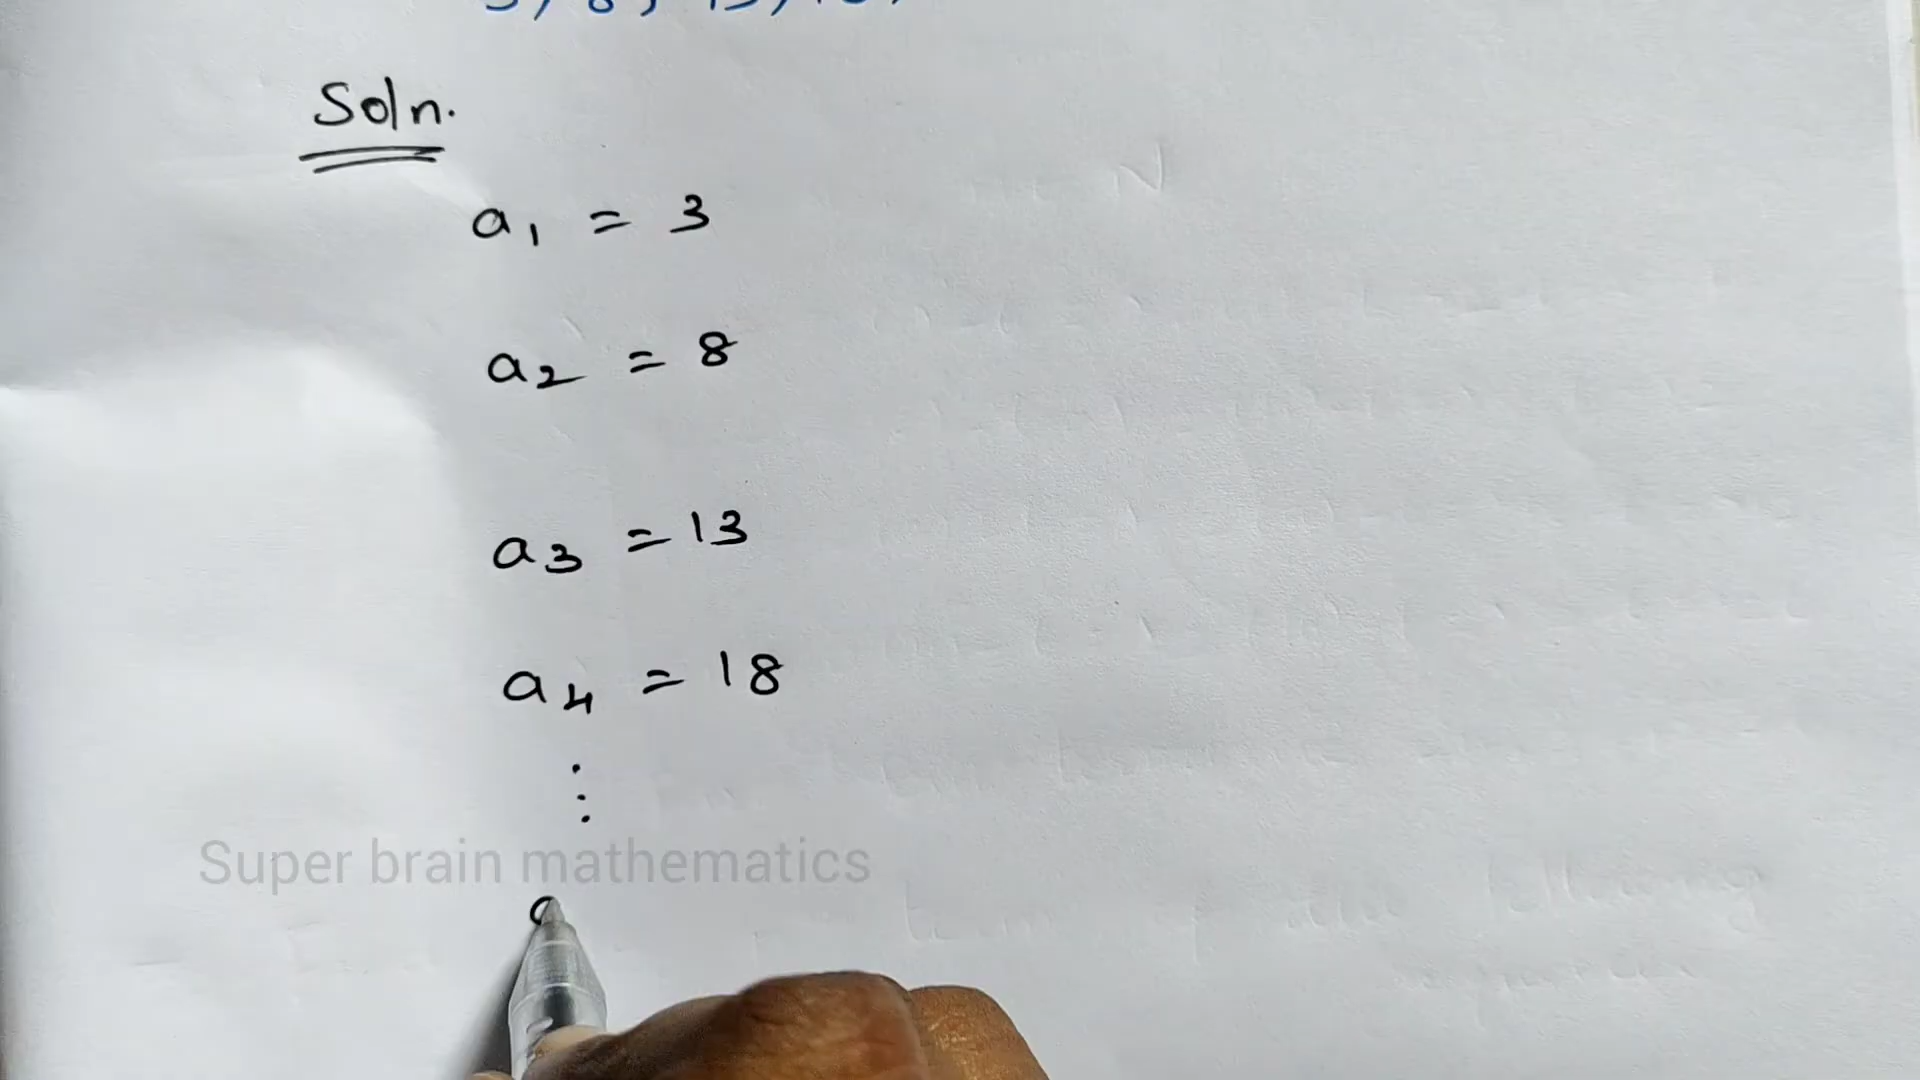 Soln.
a1 = 3
a2 = 8
a3 = 13
a4 = 18
⋮
Super brain mathematics